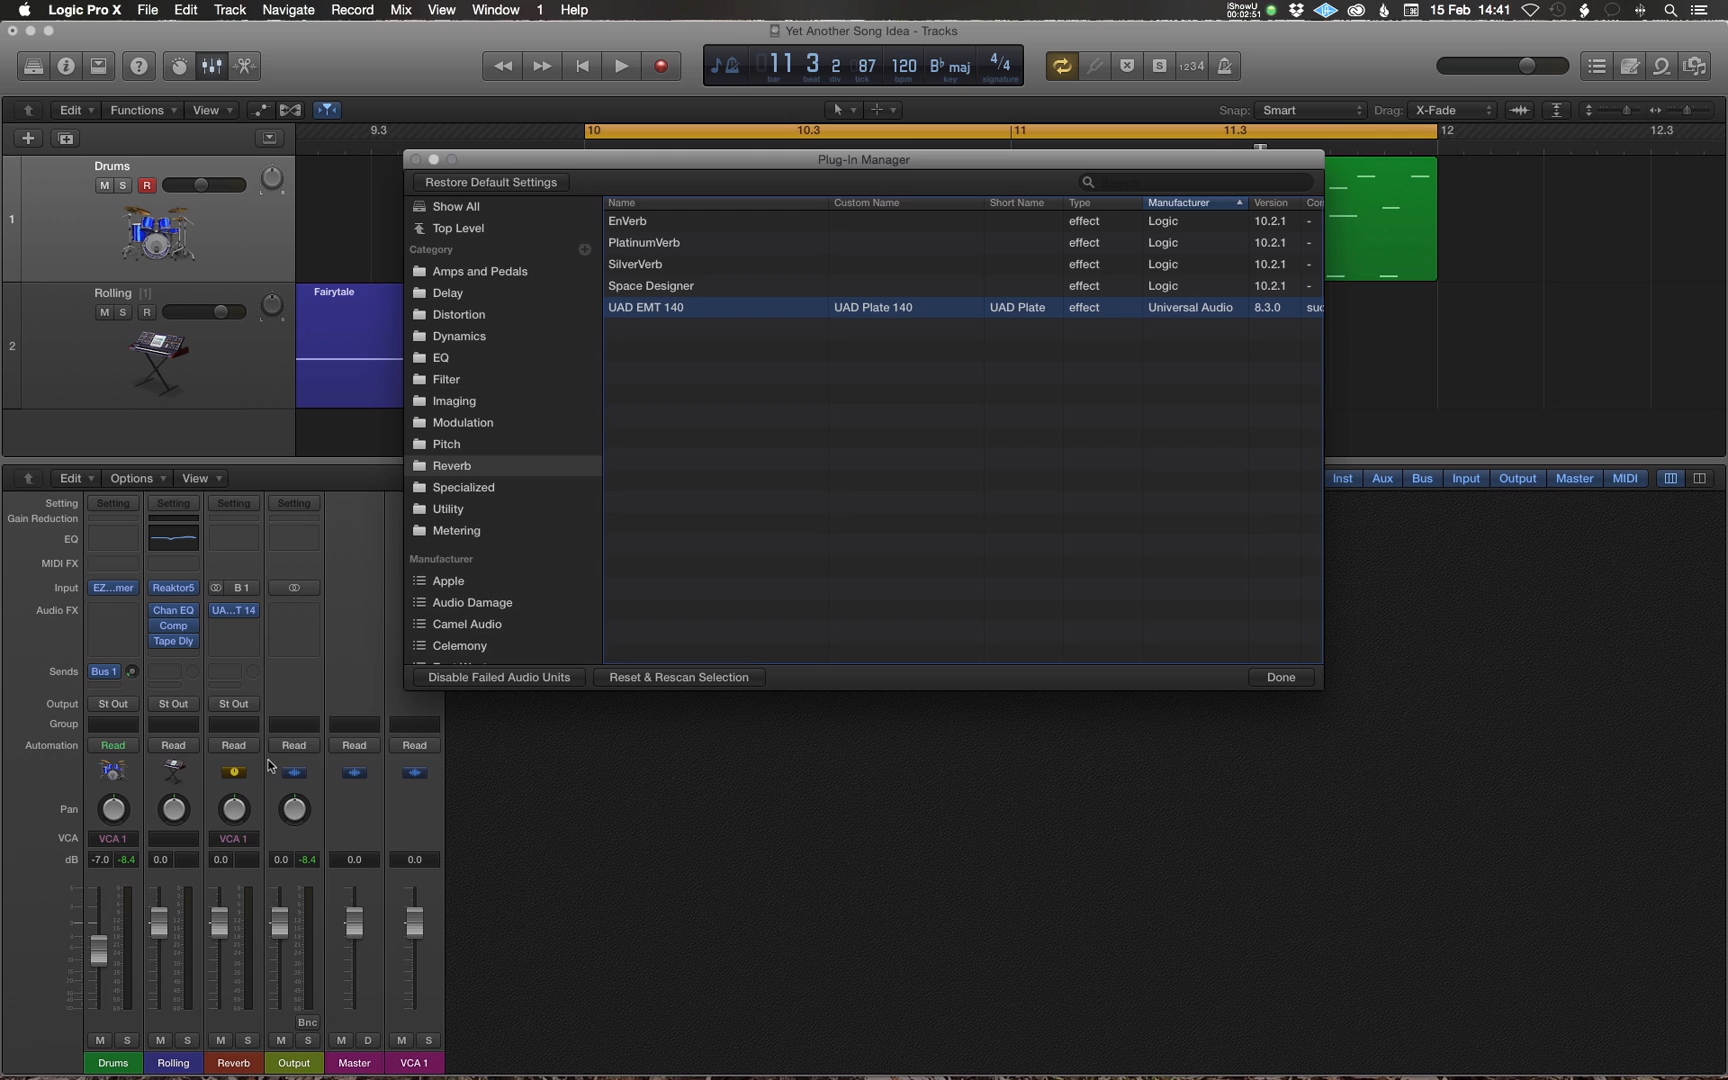 Logic Pro X File Edit Track Navigate Record Mix View Window 1 Help iShowU 00:02:51 15 Feb 14:41
Yet Another Song Idea - Tracks
11 3 2 87 120 B♭ maj 4/4 1234
bar beat div tick bpm key signature
Edit Functions View Snap: Smart Drag: X-Fade
9.3 10 10.3 11 11.3 12 12.3
Drums
M S R
L R
1
Rolling [1]
M S R
L R
2
Fairytale
Plug-In Manager
Restore Default Settings
Show All
Top Level
Category
Amps and Pedals
Delay
Distortion
Dynamics
EQ
Filter
Imaging
Modulation
Pitch
Reverb
Specialized
Utility
Metering
Manufacturer
Apple
Audio Damage
Camel Audio
Celemony
Name Custom Name Short Name Type Manufacturer Version Con
EnVerb effect Logic 10.2.1 -
PlatinumVerb effect Logic 10.2.1 -
SilverVerb effect Logic 10.2.1 -
Space Designer effect Logic 10.2.1 -
UAD EMT 140 UAD Plate 140 UAD Plate effect Universal Audio 8.3.0 suc
Disable Failed Audio Units Reset & Rescan Selection Done
Edit Options View Inst Aux Bus Input Output Master MIDI
Setting Setting Setting Setting Setting
Gain Reduction
EQ
MIDI FX
Input EZ...mer Reaktor5 B 1
Audio FX Chan EQ UA...T 14
Comp
Tape Dly
Sends Bus 1
Output St Out St Out St Out
Group
Automation Read Read Read Read Read Read
Pan
VCA VCA 1 VCA 1
dB -7.0 -8.4 0.0 0.0 0.0 -8.4 0.0 0.0
Bnc
M S M S M S M S M D M S
Drums Rolling Reverb Output Master VCA 1